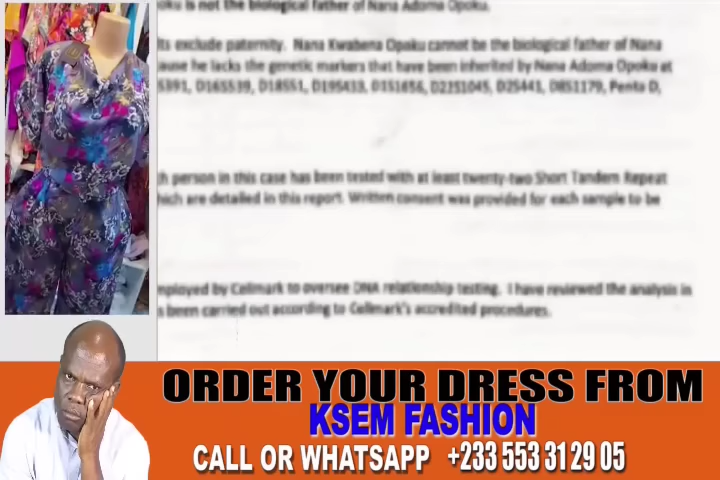 oku is not the biological father of Nana Adoma Opoku.
lts exclude paternity. Nana Kwabena Opoku cannot be the biological father of Nana
ause he lacks the genetic markers that have been inherited by Nana Adoma Opoku at
5391, D165539, D18551, D195433, D151656, D2251045, D25441, D851179, Penta D,
h person in this case has been tested with at least twenty-two Short Tandem Repeat
hich are detailed in this report. Written consent was provided for each sample to be
mployed by Cellmark to oversee DNA relationship testing. I have reviewed the analysis in
s been carried out according to Cellmark's accredited procedures.
ORDER YOUR DRESS FROM
KSEM FASHION
CALL OR WHATSAPP +233 553 31 29 05